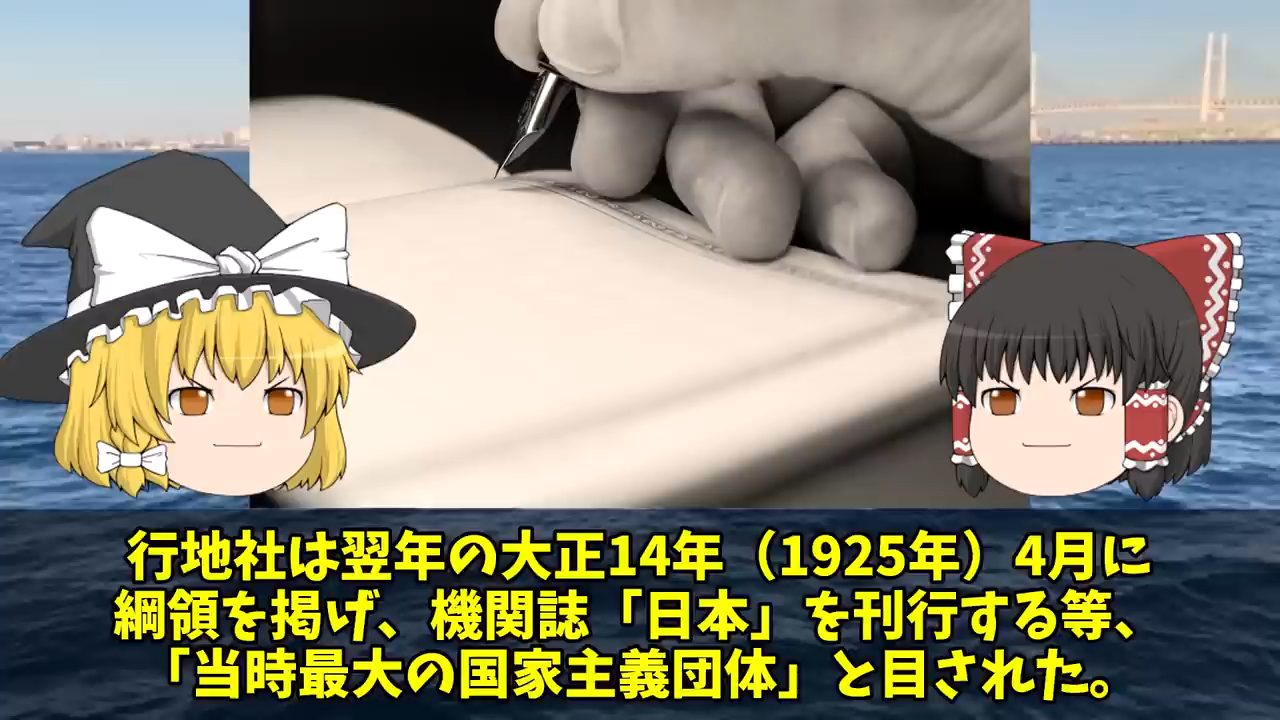 行地社は翌年の大正14年（1925年）4月に
綱領を掲げ、機関誌「日本」を刊行する等、
「当時最大の国家主義団体」と目された。